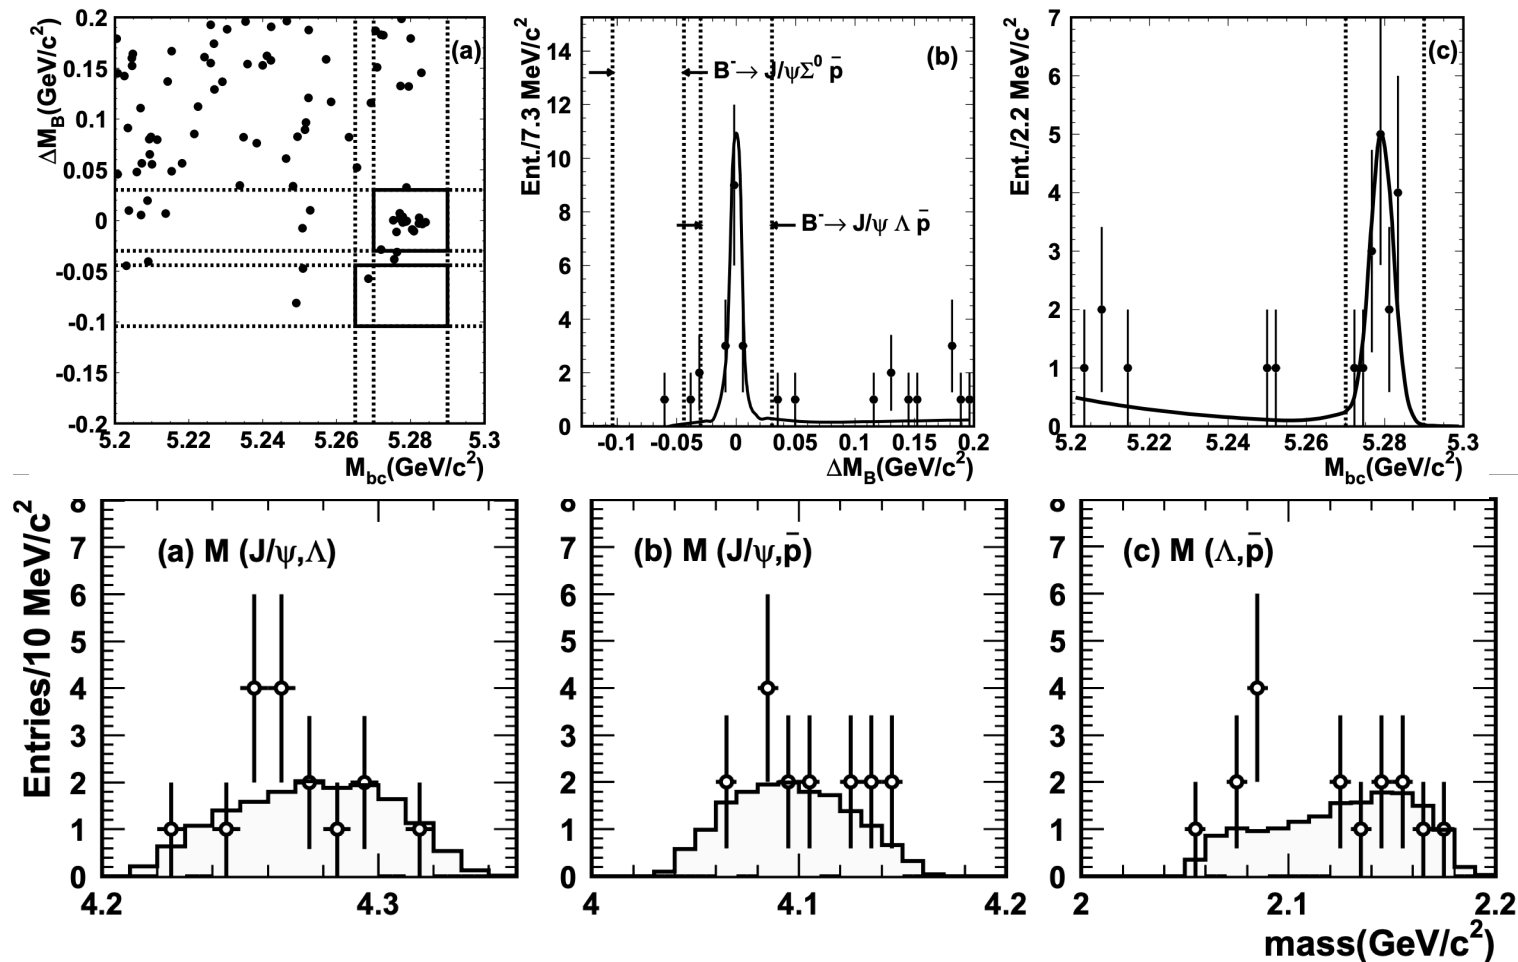 ΔM_B(GeV/c²)
0.2
0.15
0.1
0.05
0
-0.05
-0.1
-0.15
-0.2
(a)
5.2 5.22 5.24 5.26 5.28 5.3
M_bc(GeV/c²)
Ent./7.3 MeV/c²
14
12
10
8
6
4
2
0
(b)
B⁻→ J/ψΣ⁰ p̄
B⁻→ J/ψ Λ p̄
-0.1 -0.05 0 0.05 0.1 0.15 0.2
ΔM_B(GeV/c²)
Ent./2.2 MeV/c²
7
6
5
4
3
2
1
0
(c)
5.2 5.22 5.24 5.26 5.28 5.3
M_bc(GeV/c²)
Entries/10 MeV/c²
8
7
6
5
4
3
2
1
0
(a) M (J/ψ,Λ)
4.2 4.3
8
7
6
5
4
3
2
1
0
(b) M (J/ψ,p̄)
4 4.1 4.2
8
7
6
5
4
3
2
1
0
(c) M (Λ,p̄)
2 2.1 2.2
mass(GeV/c²)